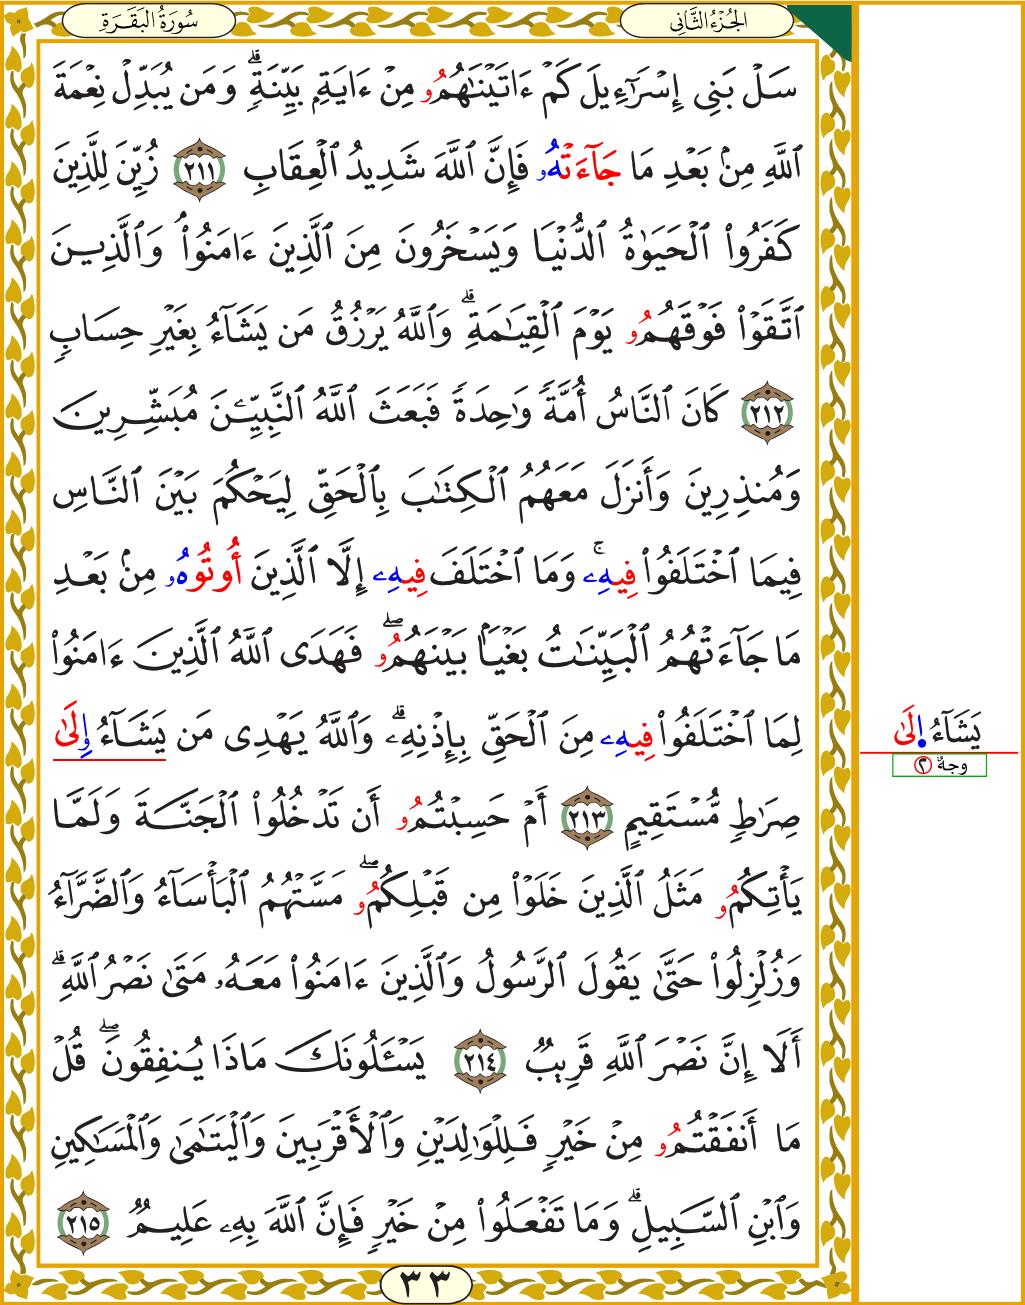 الجُزْءُ الثَّانِي
سُورَةُ البَقَرَةِ
سَلْ بَنِي إِسْرَٰٓءِيلَ كَمْ ءَاتَيْنَٰهُمُۥ مِنْ ءَايَةِۭ بَيِّنَةٖۗ وَمَن يُبَدِّلْ نِعْمَةَ
ٱللَّهِ مِنۢ بَعْدِ مَا جَآءَتْهُۥ فَإِنَّ ٱللَّهَ شَدِيدُ ٱلْعِقَابِ ٢١١ زُيِّنَ لِلَّذِينَ
كَفَرُواْ ٱلْحَيَوٰةُ ٱلدُّنْيَا وَيَسْخَرُونَ مِنَ ٱلَّذِينَ ءَامَنُواْۘ وَٱلَّذِينَ
ٱتَّقَوْاْ فَوْقَهُمُۥ يَوْمَ ٱلْقِيَٰمَةِۗ وَٱللَّهُ يَرْزُقُ مَن يَشَآءُ بِغَيْرِ حِسَابٖ
٢١٢ كَانَ ٱلنَّاسُ أُمَّةٗ وَٰحِدَةٗ فَبَعَثَ ٱللَّهُ ٱلنَّبِيِّـۧنَ مُبَشِّرِينَ
وَمُنذِرِينَ وَأَنزَلَ مَعَهُمُ ٱلْكِتَٰبَ بِٱلْحَقِّ لِيَحْكُمَ بَيْنَ ٱلنَّاسِ
فِيمَا ٱخْتَلَفُواْ فِيهِۦۚ وَمَا ٱخْتَلَفَ فِيهِۦ إِلَّا ٱلَّذِينَ أُوتُوهُۥ مِنۢ بَعْدِ
مَا جَآءَتْهُمُ ٱلْبَيِّنَٰتُ بَغْيَۢا بَيْنَهُمُۥۖ فَهَدَى ٱللَّهُ ٱلَّذِينَ ءَامَنُواْ
لِمَا ٱخْتَلَفُواْ فِيهِۦ مِنَ ٱلْحَقِّ بِإِذْنِهِۦۗ وَٱللَّهُ يَهْدِى مَن يَشَآءُ وِلَىٰ
يَشَآءُ اِ۬لَىٰ
وجهٌ ٢
صِرَٰطٖ مُّسْتَقِيمٍ ٢١٣ أَمْ حَسِبْتُمُۥ أَن تَدْخُلُواْ ٱلْجَنَّةَ وَلَمَّا
يَأْتِكُمُۥ مَثَلُ ٱلَّذِينَ خَلَوْاْ مِن قَبْلِكُمُۥۖ مَسَّتْهُمُ ٱلْبَأْسَآءُ وَٱلضَّرَّآءُ
وَزُلْزِلُواْ حَتَّىٰ يَقُولَ ٱلرَّسُولُ وَٱلَّذِينَ ءَامَنُواْ مَعَهُۥ مَتَىٰ نَصْرُ ٱللَّهِۗ
أَلَا إِنَّ نَصْرَ ٱللَّهِ قَرِيبٞ ٢١٤ يَسْـَٔلُونَكَ مَاذَا يُنفِقُونَۖ قُلْ
مَا أَنفَقْتُمُۥ مِنْ خَيْرٖ فَلِلْوَٰلِدَيْنِ وَٱلْأَقْرَبِينَ وَٱلْيَتَٰمَىٰ وَٱلْمَسَٰكِينِ
وَٱبْنِ ٱلسَّبِيلِۗ وَمَا تَفْعَلُواْ مِنْ خَيْرٖ فَإِنَّ ٱللَّهَ بِهِۦ عَلِيمٞ ٢١٥
٣٣